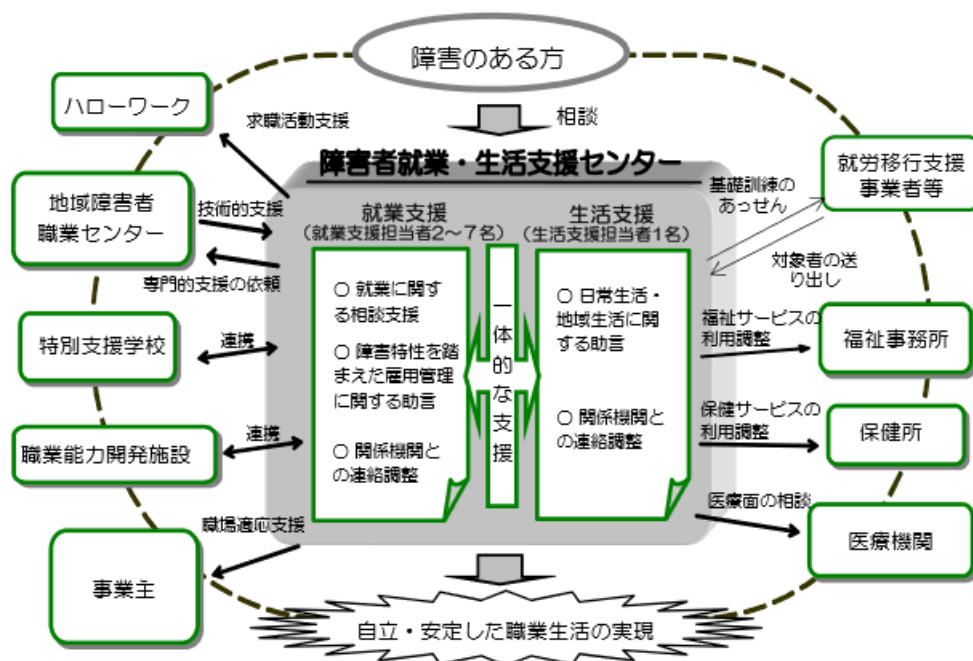 障害のある方
相談
ハローワーク
求職活動支援
地域障害者
職業センター
技術的支援
専門的支援の依頼
特別支援学校
連携
職業能力開発施設
連携
事業主
職場適応支援
障害者就業・生活支援センター
就業支援
（就業支援担当者2～7名）
○ 就業に関す
る相談支援
○ 障害特性を踏
まえた雇用管理
に関する助言
○ 関係機関と
の連絡調整
一体的な支援
生活支援
（生活支援担当者1名）
○ 日常生活・
地域生活に関
する助言
○ 関係機関と
の連絡調整
基礎訓練の
あっせん
就労移行支援
事業者等
対象者の送
り出し
福祉サービスの
利用調整
福祉事務所
保健サービスの
利用調整
保健所
医療面の相談
医療機関
自立・安定した職業生活の実現